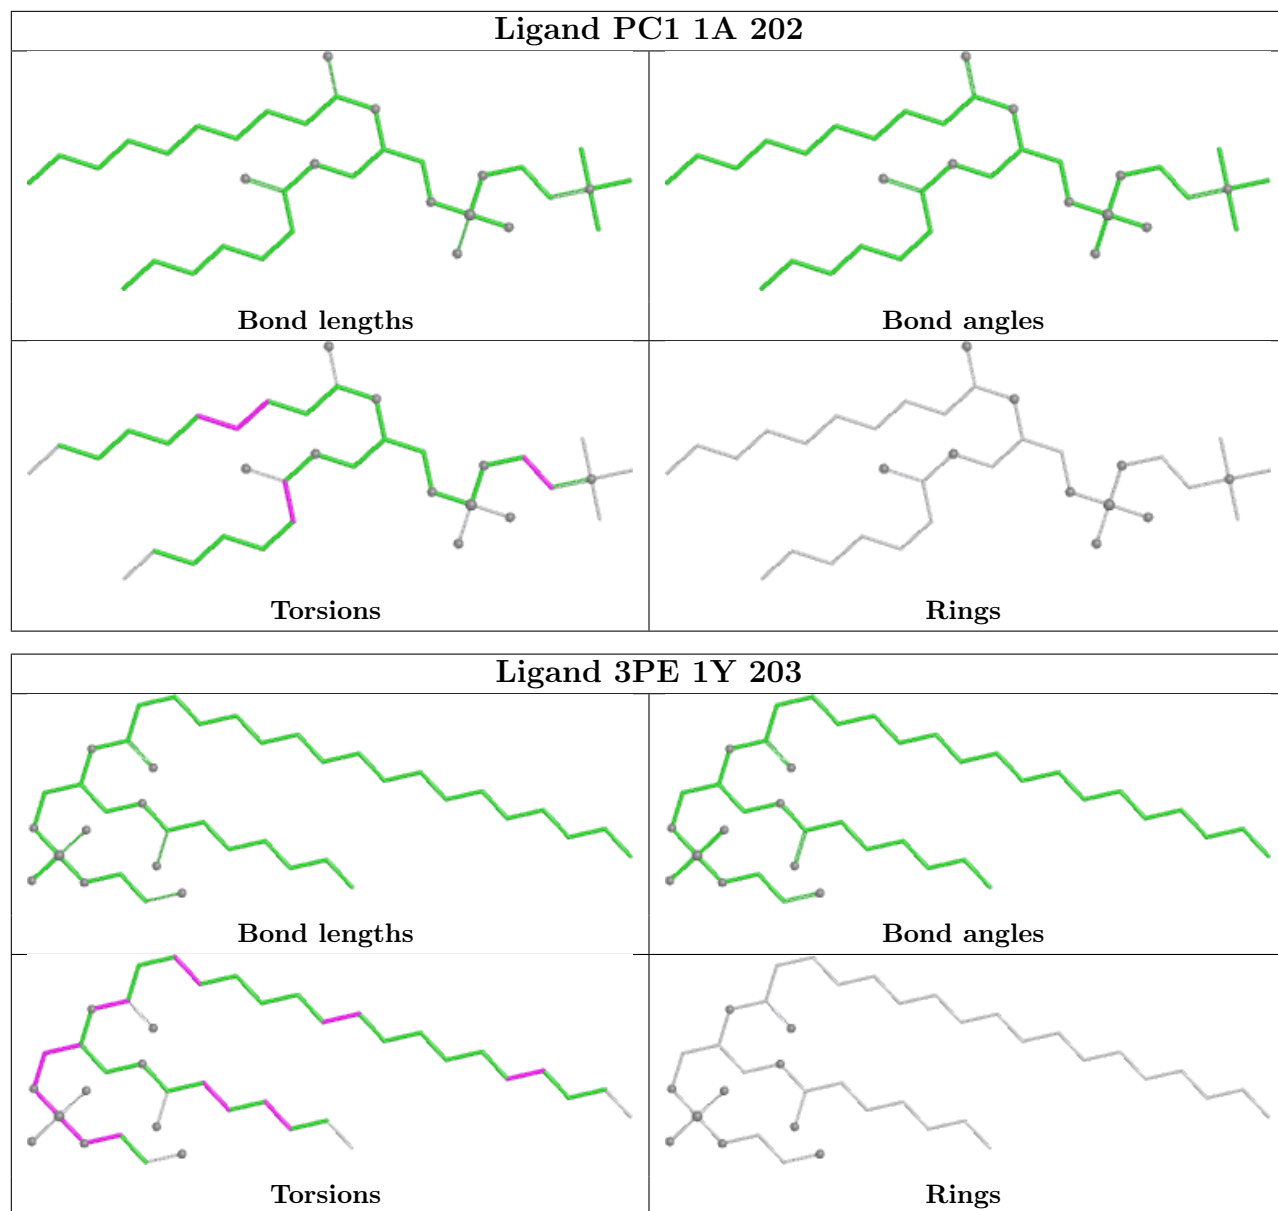 Ligand PC1 1A 202
Bond lengths
Bond angles
Torsions
Rings
Ligand 3PE 1Y 203
Bond lengths
Bond angles
Torsions
Rings